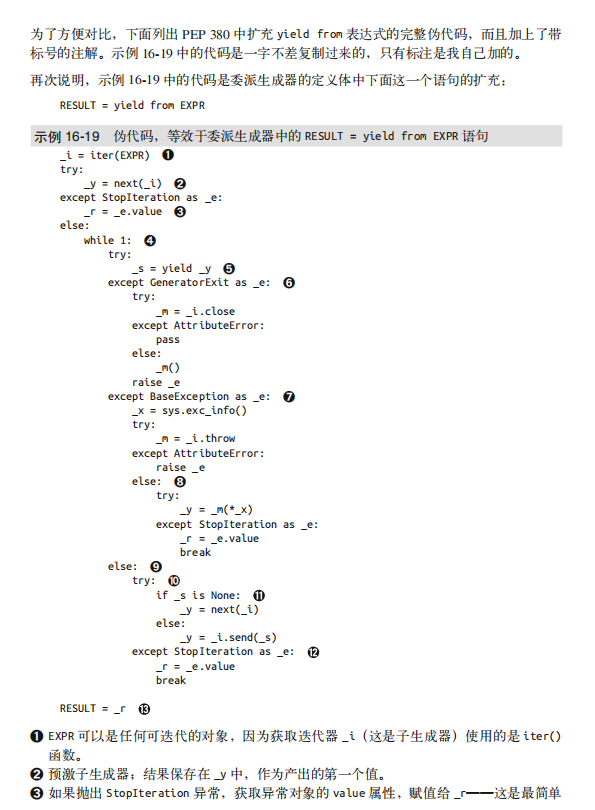 为了方便对比，下面列出 PEP 380 中扩充 yield from 表达式的完整伪代码，而且加上了带
标号的注解。示例 16-19 中的代码是一字不差复制过来的，只有标注是我自己加的。
再次说明，示例 16-19 中的代码是委派生成器的定义体中下面这一个语句的扩充：
RESULT = yield from EXPR
示例 16-19　伪代码，等效于委派生成器中的 RESULT = yield from EXPR 语句
_i = iter(EXPR) ❶
try:
    _y = next(_i) ❷
except StopIteration as _e:
    _r = _e.value ❸
else:
    while 1: ❹
        try:
            _s = yield _y ❺
        except GeneratorExit as _e: ❻
            try:
                _m = _i.close
            except AttributeError:
                pass
            else:
                _m()
            raise _e
        except BaseException as _e: ❼
            _x = sys.exc_info()
            try:
                _m = _i.throw
            except AttributeError:
                raise _e
            else: ❽
                try:
                    _y = _m(*_x)
                except StopIteration as _e:
                    _r = _e.value
                    break
        else: ❾
            try: ❿
                if _s is None: ⓫
                    _y = next(_i)
                else:
                    _y = _i.send(_s)
            except StopIteration as _e: ⓬
                _r = _e.value
                break
RESULT = _r ⓭
❶ EXPR 可以是任何可迭代的对象，因为获取迭代器 _i（这是子生成器）使用的是 iter()
函数。
❷ 预激子生成器；结果保存在 _y 中，作为产出的第一个值。
❸ 如果抛出 StopIteration 异常，获取异常对象的 value 属性，赋值给 _r——这是最简单